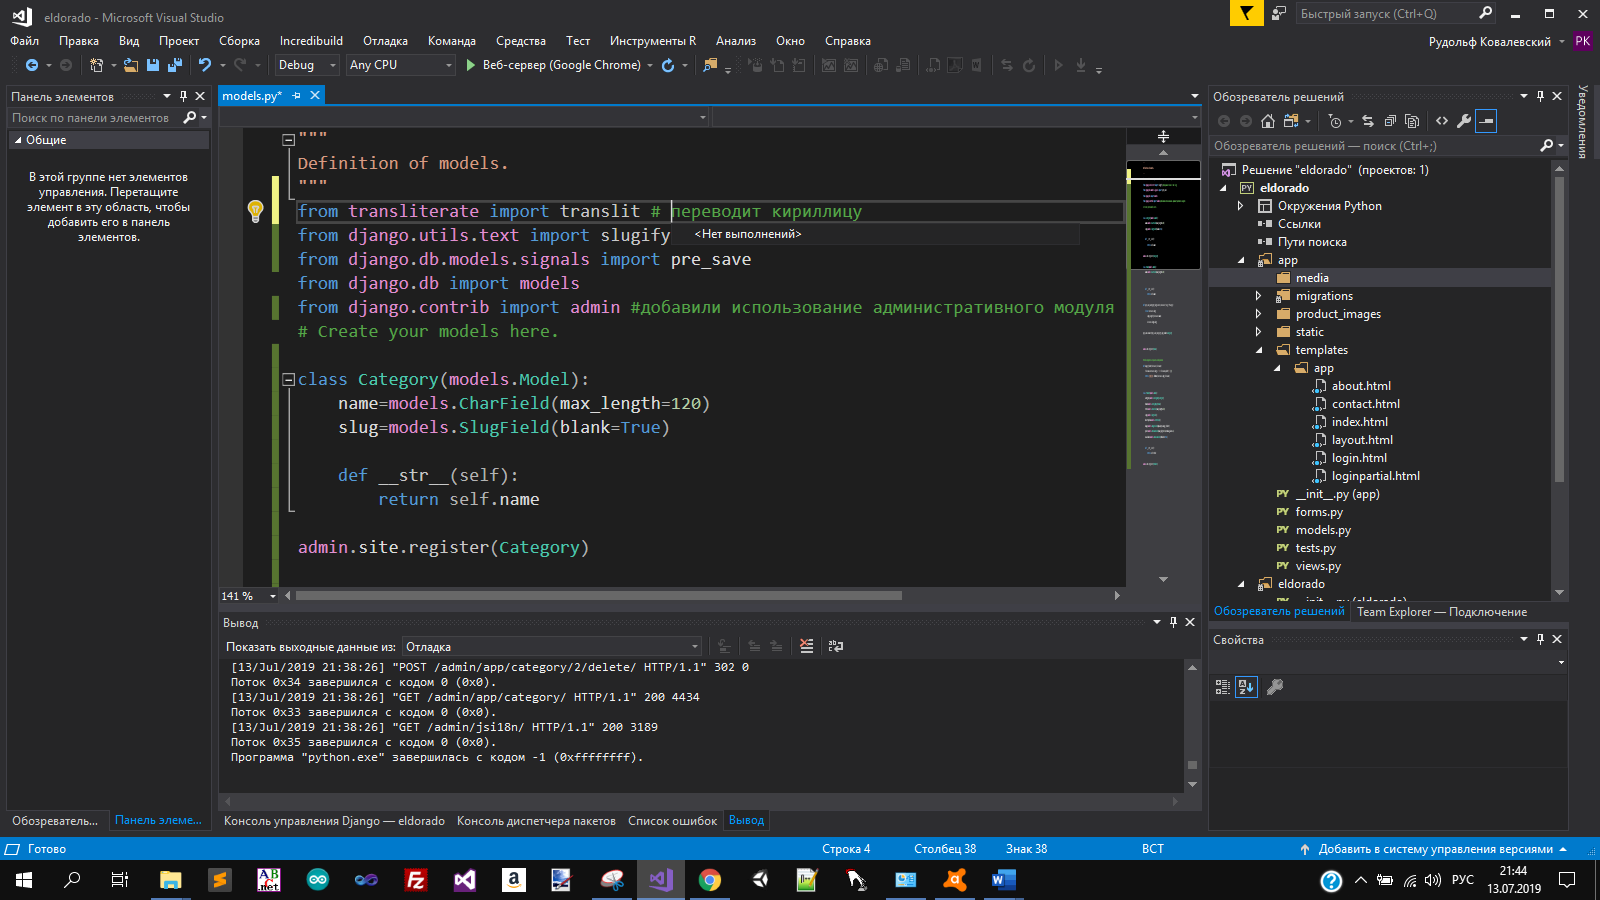 eldorado - Microsoft Visual Studio
Быстрый запуск (Ctrl+Q)
Файл Правка Вид Проект Сборка Incredibuild Отладка Команда Средства Тест Инструменты R Анализ Окно Справка
Рудольф Ковалевский РК
Debug Any CPU Веб-сервер (Google Chrome)
Панель элементов
Поиск по панели элементов
Общие
В этой группе нет элементов
управления. Перетащите
элемент в эту область, чтобы
добавить его в панель
элементов.
Обозреватель... Панель элеме...
models.py*
"""
Definition of models.
"""
from transliterate import translit # переводит кириллицу
<Нет выполнений>
from django.utils.text import slugify
from django.db.models.signals import pre_save
from django.db import models
from django.contrib import admin #добавили использование административного модуля
# Create your models here.
class Category(models.Model):
name=models.CharField(max_length=120)
slug=models.SlugField(blank=True)
def __str__(self):
return self.name
admin.site.register(Category)
141 %
Вывод
Показать выходные данные из: Отладка
[13/Jul/2019 21:38:26] "POST /admin/app/category/2/delete/ HTTP/1.1" 302 0
Поток 0x34 завершился с кодом 0 (0x0).
[13/Jul/2019 21:38:26] "GET /admin/app/category/ HTTP/1.1" 200 4434
Поток 0x33 завершился с кодом 0 (0x0).
[13/Jul/2019 21:38:26] "GET /admin/jsi18n/ HTTP/1.1" 200 3189
Поток 0x35 завершился с кодом 0 (0x0).
Программа "python.exe" завершилась с кодом -1 (0xffffffff).
Консоль управления Django — eldorado Консоль диспетчера пакетов Список ошибок Вывод
Обозреватель решений
Обозреватель решений — поиск (Ctrl+;)
Решение "eldorado" (проектов: 1)
eldorado
Окружения Python
Ссылки
Пути поиска
app
media
migrations
product_images
static
templates
app
about.html
contact.html
index.html
layout.html
login.html
loginpartial.html
__init__.py (app)
forms.py
models.py
tests.py
views.py
eldorado
__init__.py (eldorado)
Обозреватель решений Team Explorer — Подключение
Свойства
Уведомления
Готово Строка 4 Столбец 38 Знак 38 ВСТ Добавить в систему управления версиями
РУС
21:44
13.07.2019